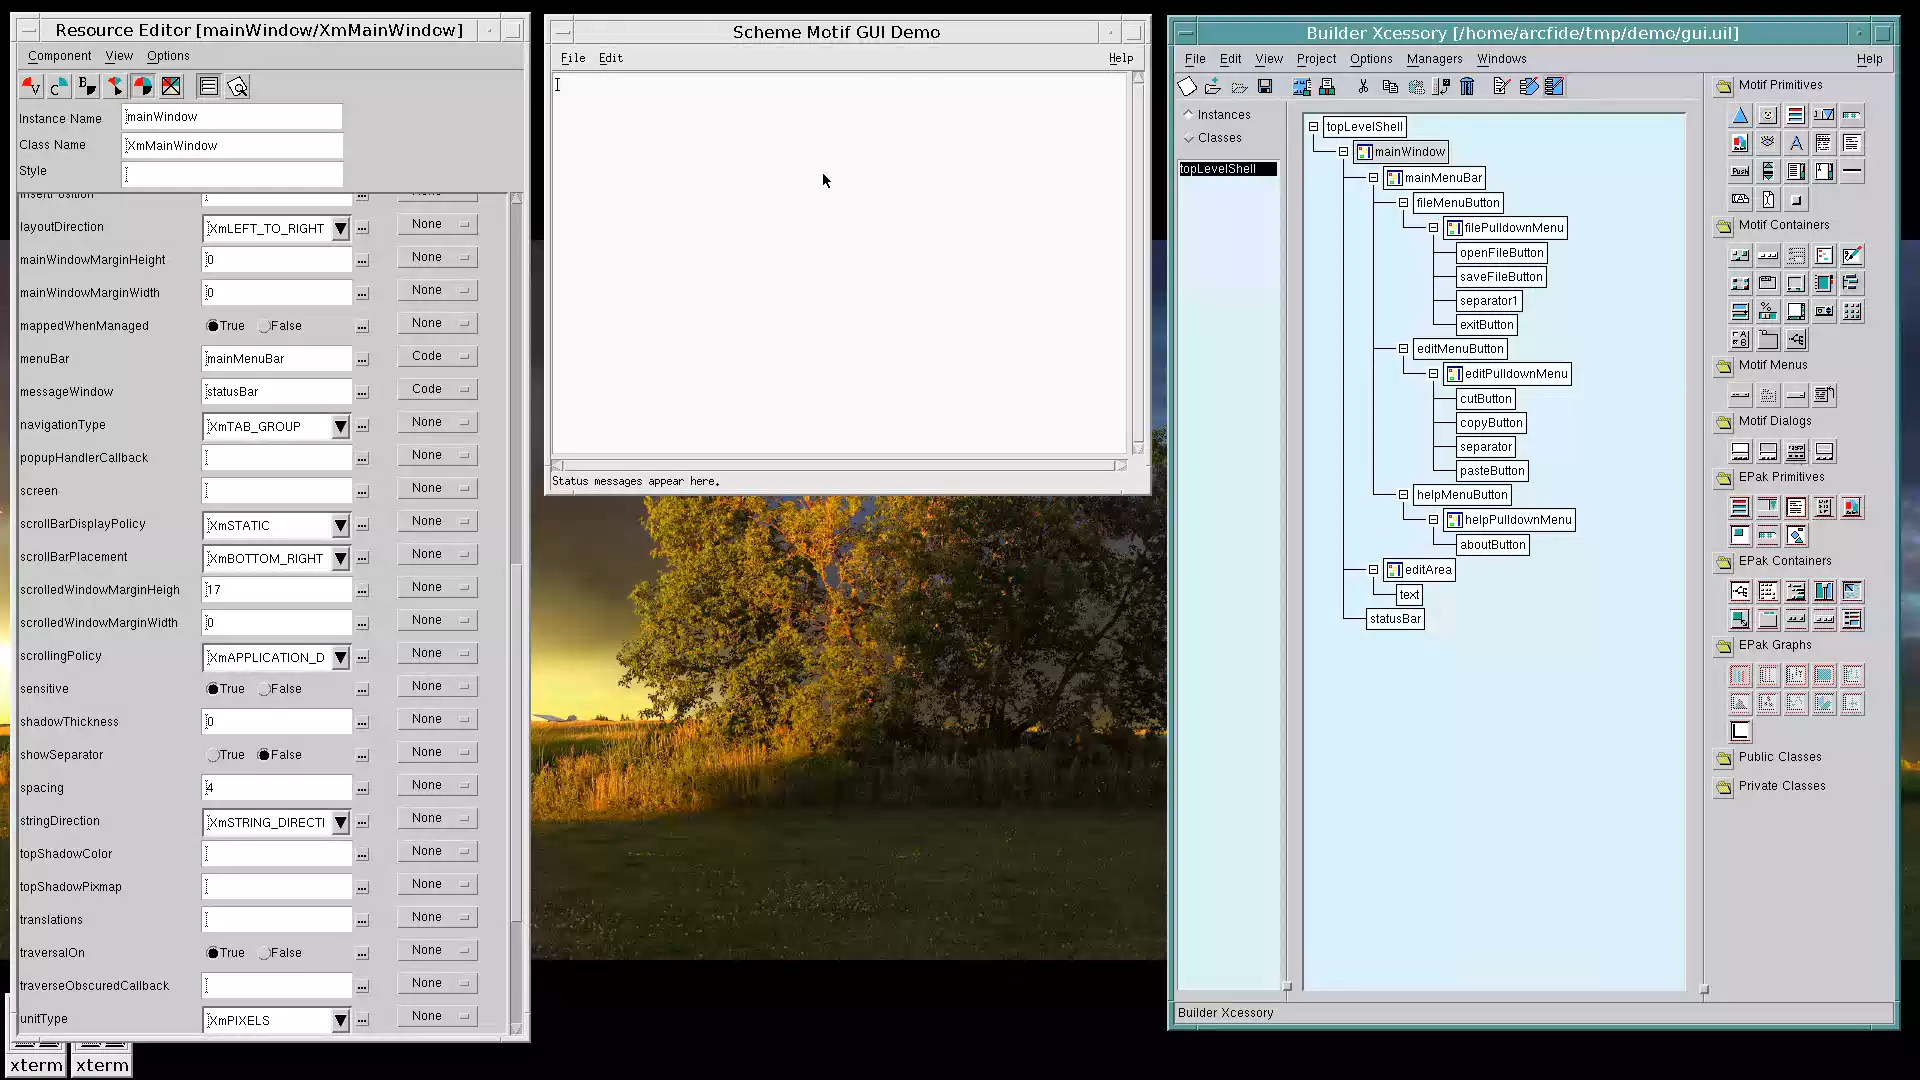 Resource Editor [mainWindow/XmMainWindow]
Component View Options
Instance Name mainWindow
Class Name XmMainWindow
Style
insertPosition None
layoutDirection XmLEFT_TO_RIGHT ... None
mainWindowMarginHeight 0 ... None
mainWindowMarginWidth 0 ... None
mappedWhenManaged True False ... None
menuBar mainMenuBar ... Code
messageWindow statusBar ... Code
navigationType XmTAB_GROUP ... None
popupHandlerCallback ... None
screen ... None
scrollBarDisplayPolicy XmSTATIC ... None
scrollBarPlacement XmBOTTOM_RIGHT ... None
scrolledWindowMarginHeigh 17 ... None
scrolledWindowMarginWidth 0 ... None
scrollingPolicy XmAPPLICATION_D ... None
sensitive True False ... None
shadowThickness 0 ... None
showSeparator True False ... None
spacing 4 ... None
stringDirection XmSTRING_DIRECTI ... None
topShadowColor ... None
topShadowPixmap ... None
translations ... None
traversalOn True False ... None
traverseObscuredCallback ... None
unitType XmPIXELS ... None
xterm xterm
Scheme Motif GUI Demo
File Edit Help
Status messages appear here.
Builder Xcessory [/home/arcfide/tmp/demo/gui.uil]
File Edit View Project Options Managers Windows Help
Instances
Classes
topLevelShell
topLevelShell
mainWindow
mainMenuBar
fileMenuButton
filePulldownMenu
openFileButton
saveFileButton
separator1
exitButton
editMenuButton
editPulldownMenu
cutButton
copyButton
separator
pasteButton
helpMenuButton
helpPulldownMenu
aboutButton
editArea
text
statusBar
Motif Primitives
Push
Motif Containers
Motif Menus
Motif Dialogs
EPak Primitives
EPak Containers
EPak Graphs
Public Classes
Private Classes
Builder Xcessory